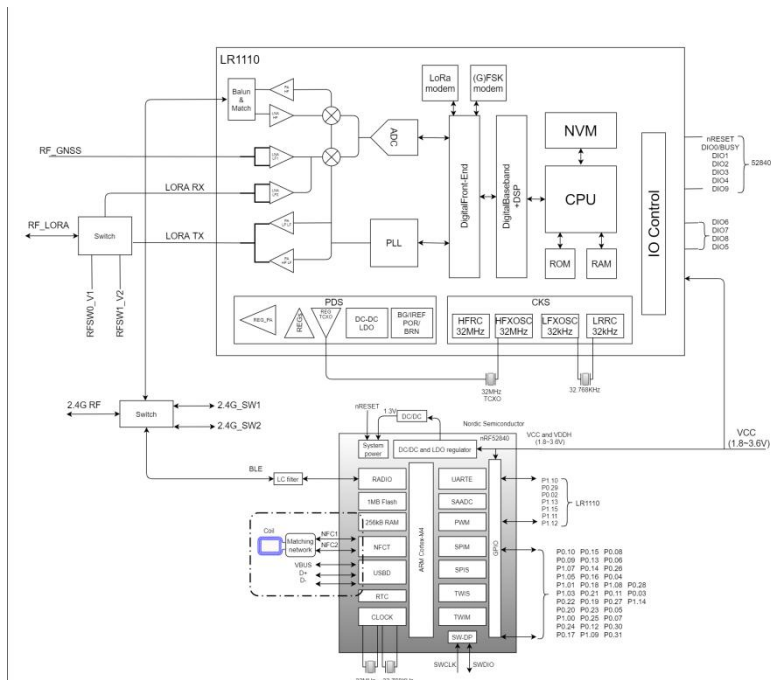 LR1110
Balun
&
Match
LoRa
modem
(G)FSK
modem
ADC
NVM
RF_GNSS
nRESET
DIO0/BUSY
DIO1
DIO2
DIO3
DIO4
DIO9
52840
DigitalFront-End
DigitalBaseband
+DSP
CPU
IO Control
LORA RX
RF_LORA
Switch
LORA TX
PLL
DIO6
DIO7
DIO8
DIO5
ROM
RAM
RFSW0_V1
RFSW1_V2
PDS
REG_PA
REGS
REG
TCXO
DC-DC
LDO
BG/IREF
POR/
BRN
CKS
HFRC
32MHz
HFXOSC
32MHz
LFXOSC
32kHz
LRRC
32kHz
32MHz
TCXO
32.768KHz
2.4G RF
Switch
2.4G_SW1
2.4G_SW2
nRESET
1.3V
DC/DC
Nordic Semiconductor
nRF52840
VCC and VDDH
(1.8~3.6V)
VCC
(1.8~3.6V)
System
power
DC/DC and LDO regulator
BLE
LC filter
RADIO
UARTE
1MB Flash
SAADC
256kB RAM
PWM
ARM Cortex-M4
GPIO
P1.10
P0.29
P0.02
P1.13
P1.15
P1.11
P1.12
LR1110
Coil
Matching
network
NFC1
NFC2
NFCT
SPIM
VBUS
D+
D-
USBD
SPIS
TWIS
RTC
CLOCK
TWIM
SW-DP
SWCLK
SWDIO
P0.10 P0.15 P0.08
P0.09 P0.13 P0.06
P1.07 P0.14 P0.26
P1.05 P0.16 P0.04
P1.01 P0.18 P1.08 P0.28
P1.03 P0.21 P0.11 P0.03
P0.22 P0.19 P0.27 P1.14
P0.20 P0.23 P0.05
P1.00 P0.25 P0.07
P0.24 P0.12 P0.30
P0.17 P1.09 P0.31